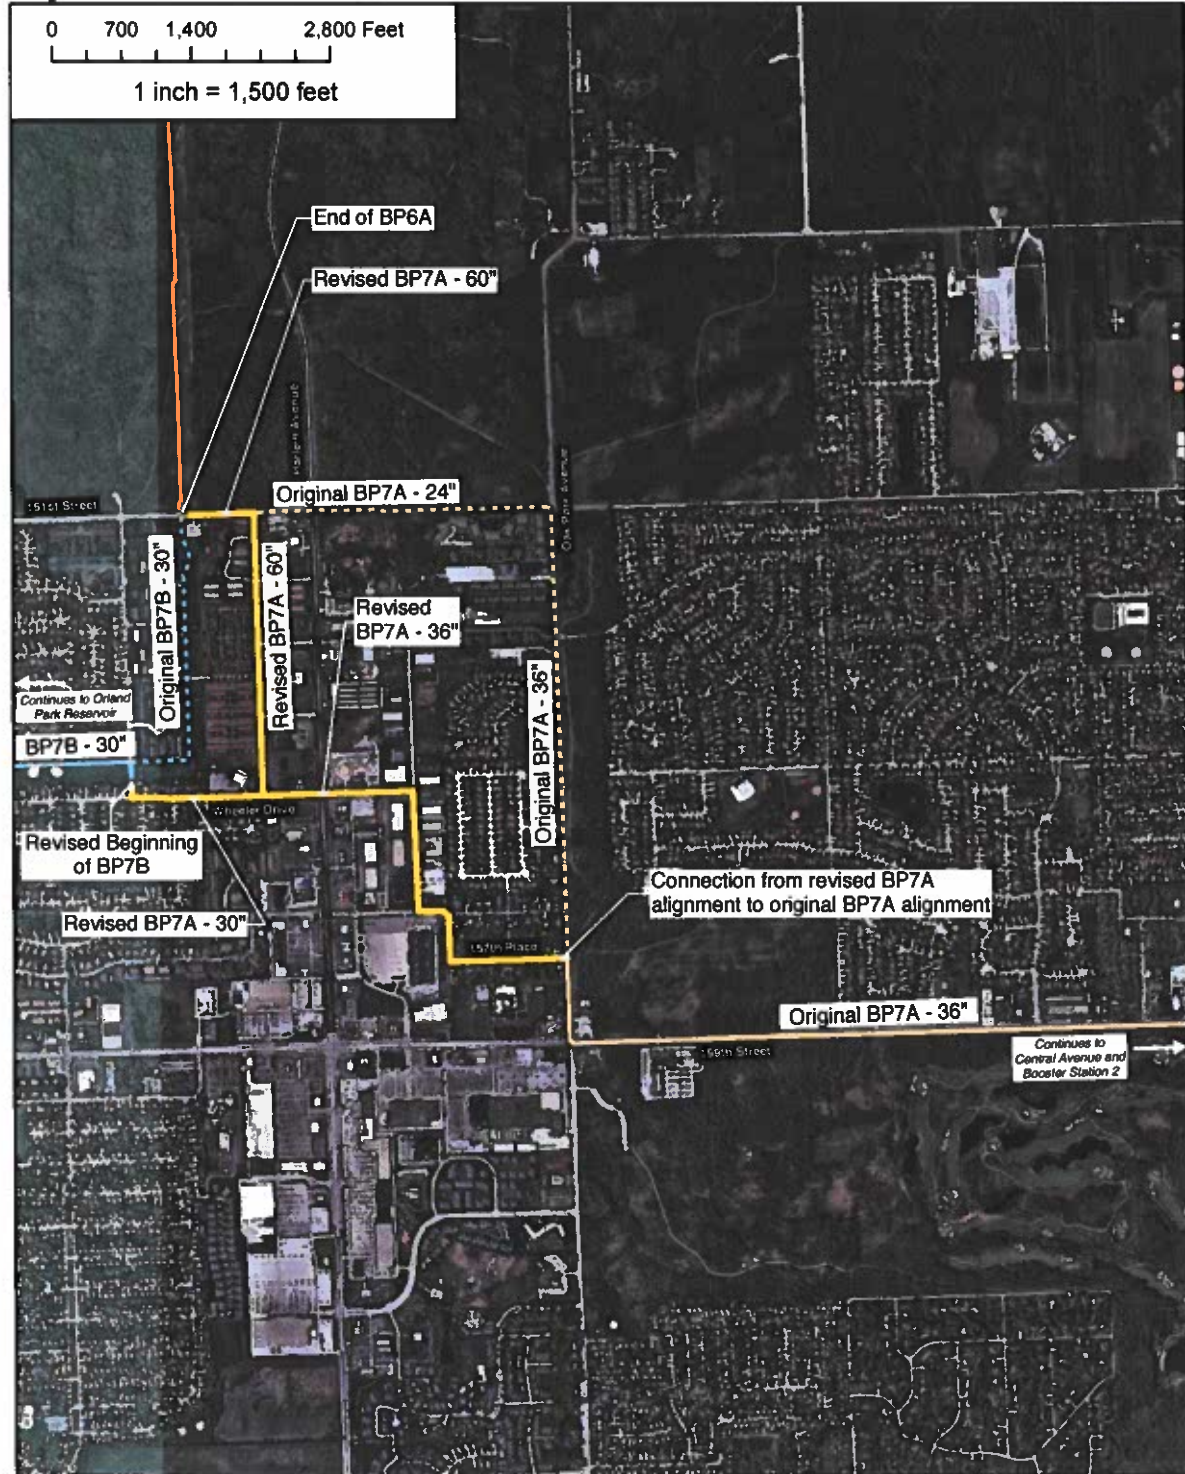 0 700 1,400 2,800 Feet
1 inch = 1,500 feet
End of BP6A
Revised BP7A - 60"
Harlem Avenue
Oak Park Avenue
151st Street
Original BP7A - 24"
Original BP7B - 30"
Revised BP7A - 60"
Revised
BP7A - 36"
Original BP7A - 36"
Continues to Orland
Park Reservoir
BP7B - 30"
Wheeler Drive
Revised Beginning
of BP7B
Revised BP7A - 30"
Connection from revised BP7A
alignment to original BP7A alignment
157th Place
Original BP7A - 36"
159th Street
Continues to
Central Avenue and
Booster Station 2